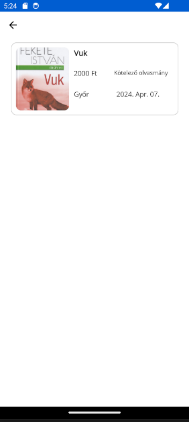 5:24
FEKETE
ISTVÁN
Vuk
Vuk
2000 Ft
Kötelező olvasmány
Győr
2024. Apr. 07.